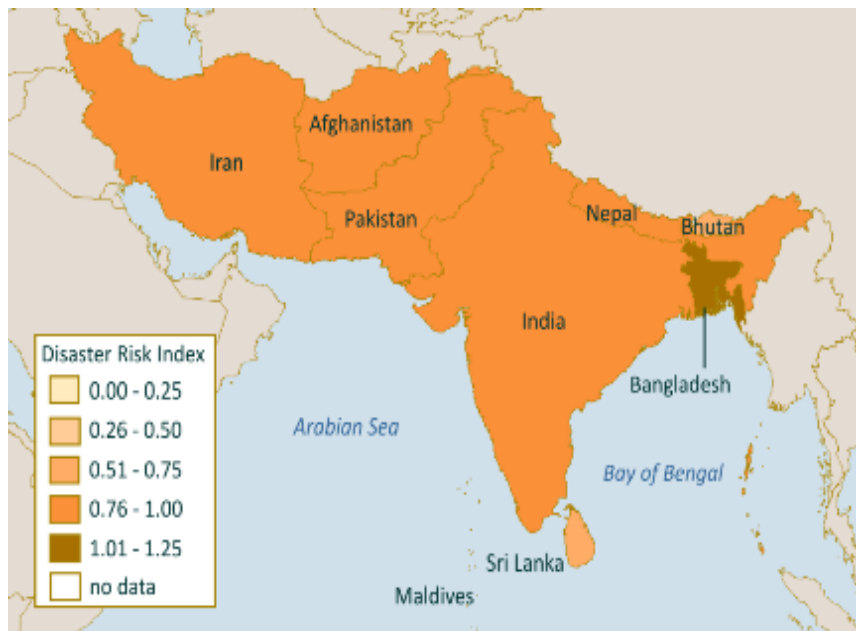 Afghanistan
Iran
Pakistan
Nepal
Bhutan
India
Bangladesh
Disaster Risk Index
0.00 - 0.25
0.26 - 0.50
0.51 - 0.75
0.76 - 1.00
1.01 - 1.25
no data
Arabian Sea
Bay of Bengal
Sri Lanka
Maldives